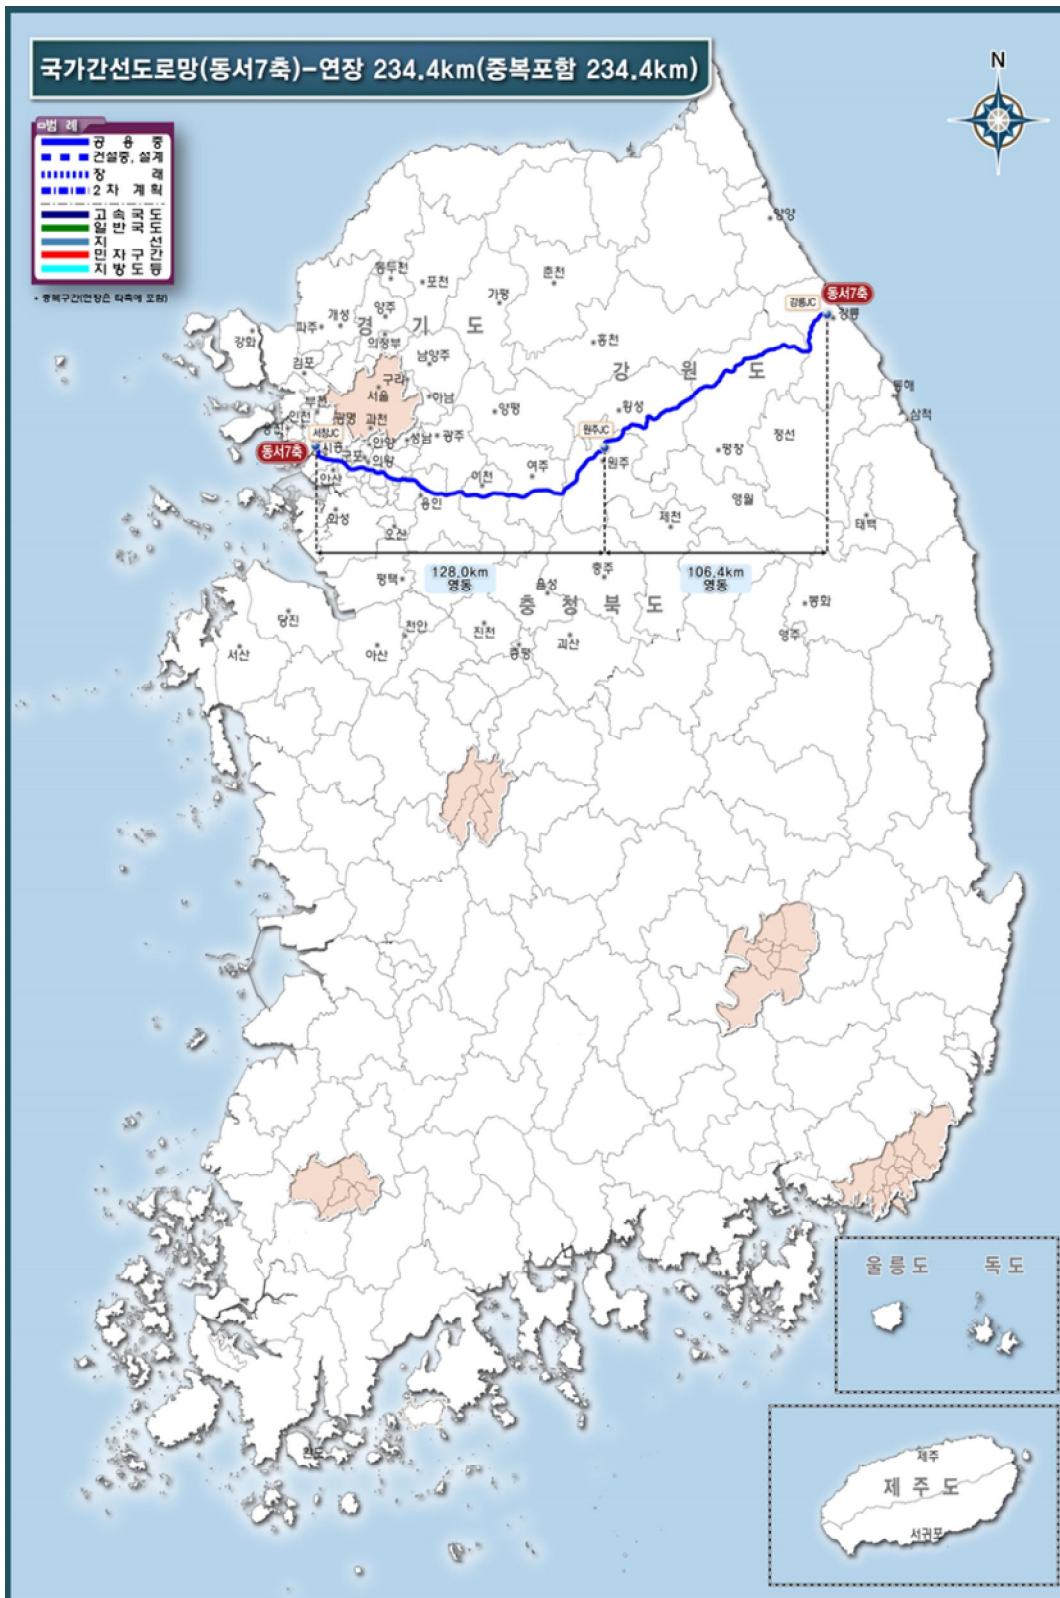 국가간선도로망(동서7축)-연장 234.4km(중복포함 234.4km)
N
범 례
공 용 중
건설중, 설계
장 래
2차 계획
고속국도
일반국도
지 선
민자구간
지방도등
양양
동두천
포천
춘천
가평
동서7축
강릉JC
강릉
개성
양주
파주
경 기 도
강화
의정부
홍천
남양주
김포
강 원 도
구리
서울
하남
동해
부천
횡성
양평
삼척
인천
광명
과천
옹진
서창JC
원주JC
정선
성남
광주
안양
동서7축
시흥
군포
의왕
평창
원주
여주
이천
안산
용인
영월
화성
제천
오산
태백
128.0km
영동
106.4km
영동
평택
충주
음성
충 청 북 도
봉화
당진
천안
진천
영주
서산
아산
증평
괴산
울릉도
독도
진도
제주
제 주 도
서귀포